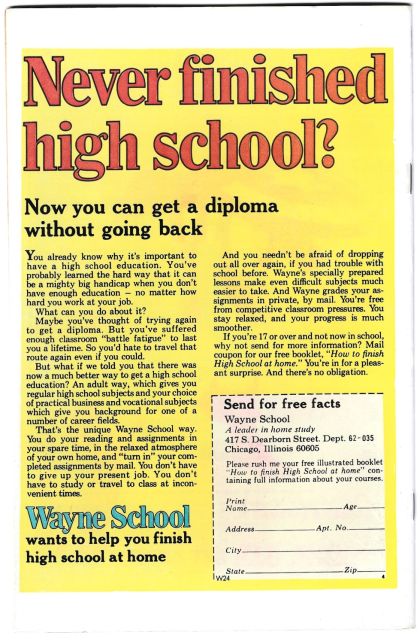 Never finished
high school?
Now you can get a diploma
without going back
You already know why it's important to
have a high school education. You've
probably learned the hard way that it can
be a mighty big handicap when you don't
have enough education — no matter how
hard you work at your job.
What can you do about it?
Maybe you've thought of trying again
to get a diploma. But you've suffered
enough classroom "battle fatigue" to last
you a lifetime. So you'd hate to travel that
route again even if you could.
But what if we told you that there was
now a much better way to get a high school
education? An adult way, which gives you
regular high school subjects and your choice
of practical business and vocational subjects
which give you background for one of a
number of career fields.
That's the unique Wayne School way.
You do your reading and assignments in
your spare time, in the relaxed atmosphere
of your own home, and "turn in" your com-
pleted assignments by mail. You don't have
to give up your present job. You don't
have to study or travel to class at incon-
venient times.
Wayne School
wants to help you finish
high school at home
And you needn't be afraid of dropping
out all over again, if you had trouble with
school before. Wayne's specially prepared
lessons make even difficult subjects much
easier to take. And Wayne grades your as-
signments in private, by mail. You're free
from competitive classroom pressures. You
stay relaxed, and your progress is much
smoother.
If you're 17 or over and not now in school,
why not send for more information? Mail
coupon for our free booklet, "How to finish
High School at home." You're in for a pleas-
ant surprise. And there's no obligation.
Send for free facts
Wayne School
A leader in home study
417 S. Dearborn Street. Dept. 62-035
Chicago, Illinois 60605
Please rush me your free illustrated booklet
"How to finish High School at home" con-
taining full information about your courses.
Print
Name Age
Address Apt. No.
City
State Zip
W24 4